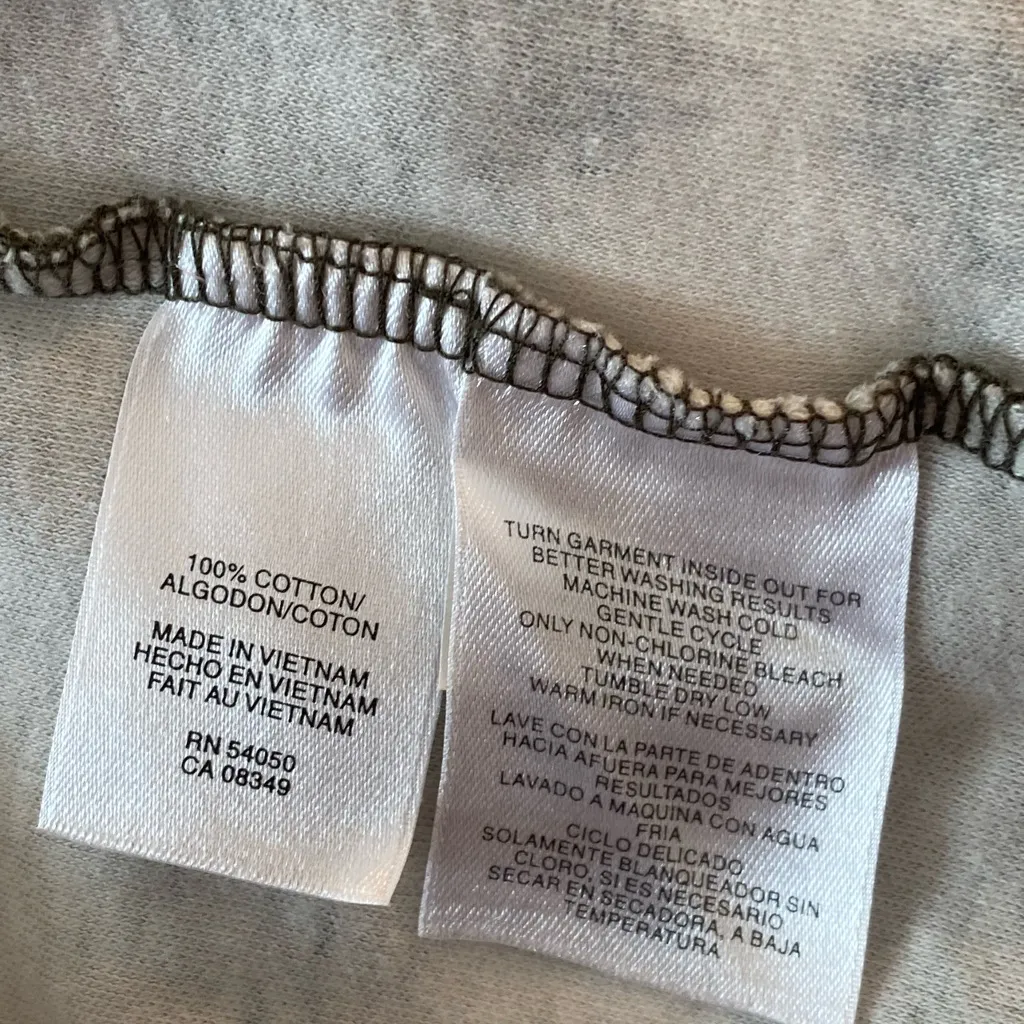 100% COTTON/
ALGODON/COTON
MADE IN VIETNAM
HECHO EN VIETNAM
FAIT AU VIETNAM
RN 54050
CA 08349
TURN GARMENT INSIDE OUT FOR
BETTER WASHING RESULTS
MACHINE WASH COLD
GENTLE CYCLE
ONLY NON-CHLORINE BLEACH
WHEN NEEDED
TUMBLE DRY LOW
WARM IRON IF NECESSARY
LAVE CON LA PARTE DE ADENTRO
HACIA AFUERA PARA MEJORES
RESULTADOS
LAVADO A MAQUINA CON AGUA
FRIA
CICLO DELICADO
SOLAMENTE BLANQUEADOR SIN
CLORO, SI ES NECESARIO
SECAR EN SECADORA, A BAJA
TEMPERATURA